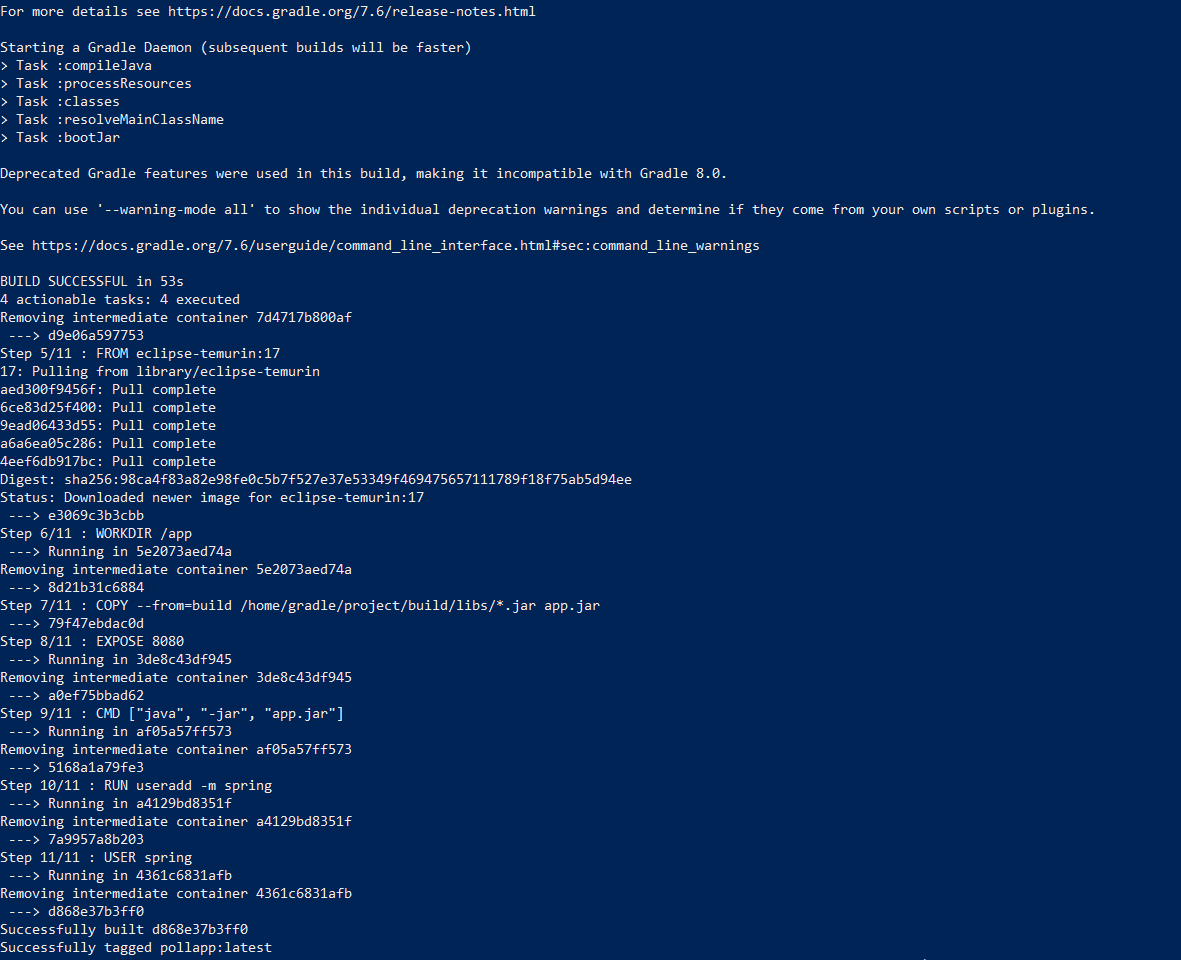 For more details see https://docs.gradle.org/7.6/release-notes.html
Starting a Gradle Daemon (subsequent builds will be faster)
> Task :compileJava
> Task :processResources
> Task :classes
> Task :resolveMainClassName
> Task :bootJar
Deprecated Gradle features were used in this build, making it incompatible with Gradle 8.0.
You can use '--warning-mode all' to show the individual deprecation warnings and determine if they come from your own scripts or plugins.
See https://docs.gradle.org/7.6/userguide/command_line_interface.html#sec:command_line_warnings
BUILD SUCCESSFUL in 53s
4 actionable tasks: 4 executed
Removing intermediate container 7d4717b800af
 ---> d9e06a597753
Step 5/11 : FROM eclipse-temurin:17
17: Pulling from library/eclipse-temurin
aed300f9456f: Pull complete
6ce83d25f400: Pull complete
9ead06433d55: Pull complete
a6a6ea05c286: Pull complete
4eef6db917bc: Pull complete
Digest: sha256:98ca4f83a82e98fe0c5b7f527e37e53349f469475657111789f18f75ab5d94ee
Status: Downloaded newer image for eclipse-temurin:17
 ---> e3069c3b3cbb
Step 6/11 : WORKDIR /app
 ---> Running in 5e2073aed74a
Removing intermediate container 5e2073aed74a
 ---> 8d21b31c6884
Step 7/11 : COPY --from=build /home/gradle/project/build/libs/*.jar app.jar
 ---> 79f47ebdac0d
Step 8/11 : EXPOSE 8080
 ---> Running in 3de8c43df945
Removing intermediate container 3de8c43df945
 ---> a0ef75bbad62
Step 9/11 : CMD ["java", "-jar", "app.jar"]
 ---> Running in af05a57ff573
Removing intermediate container af05a57ff573
 ---> 5168a1a79fe3
Step 10/11 : RUN useradd -m spring
 ---> Running in a4129bd8351f
Removing intermediate container a4129bd8351f
 ---> 7a9957a8b203
Step 11/11 : USER spring
 ---> Running in 4361c6831afb
Removing intermediate container 4361c6831afb
 ---> d868e37b3ff0
Successfully built d868e37b3ff0
Successfully tagged pollapp:latest